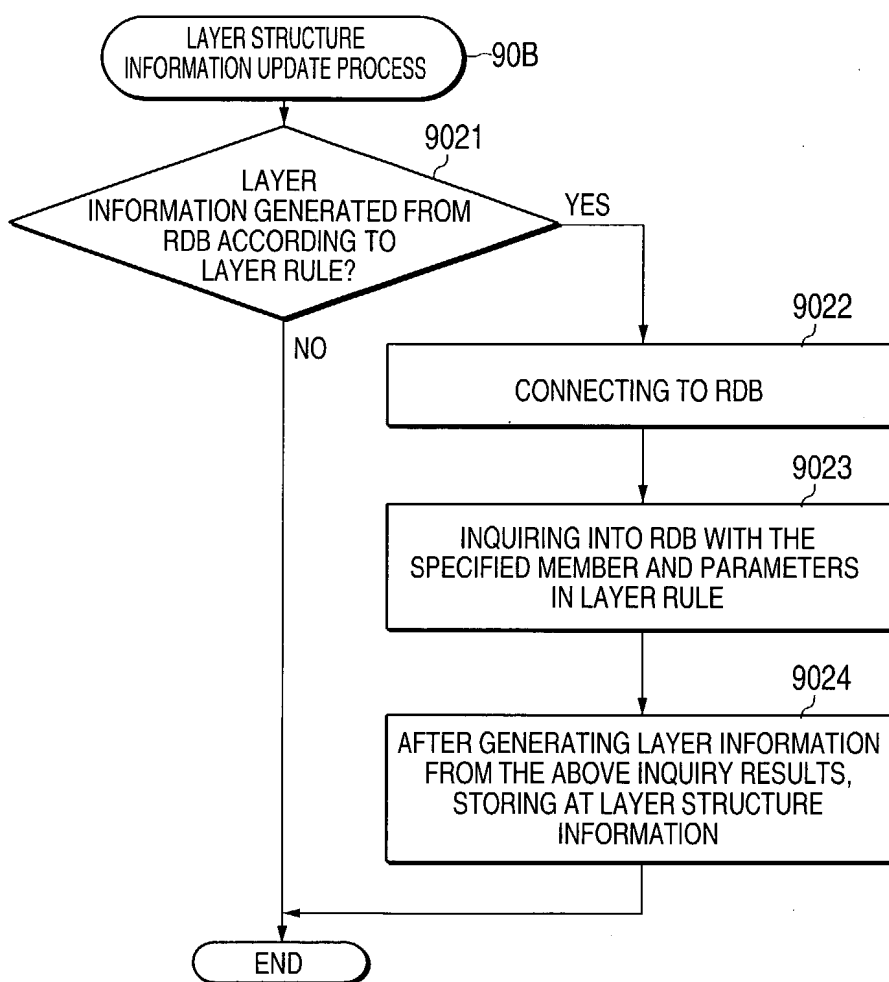 LAYER STRUCTURE
INFORMATION UPDATE PROCESS
90B
9021
LAYER
INFORMATION GENERATED FROM
RDB ACCORDING TO
LAYER RULE?
YES
NO
9022
CONNECTING TO RDB
9023
INQUIRING INTO RDB WITH THE
SPECIFIED MEMBER AND PARAMETERS
IN LAYER RULE
9024
AFTER GENERATING LAYER INFORMATION
FROM THE ABOVE INQUIRY RESULTS,
STORING AT LAYER STRUCTURE
INFORMATION
END